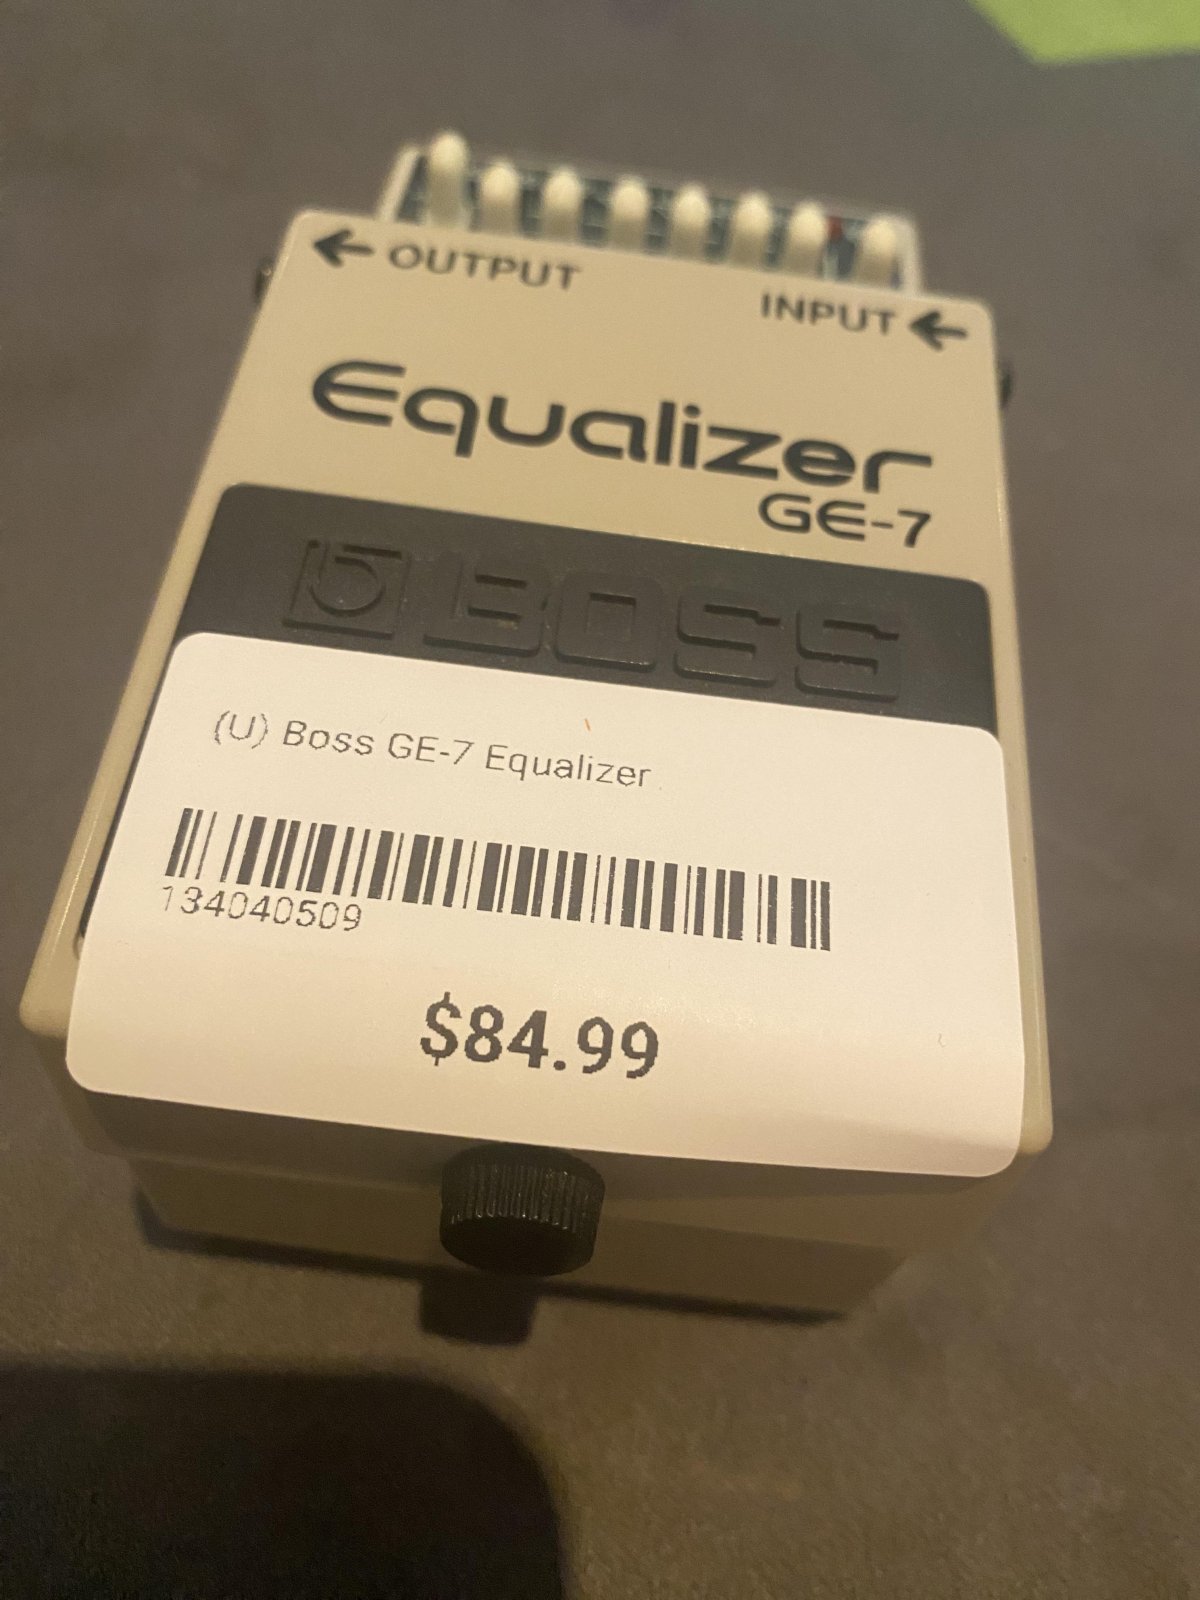 ← OUTPUT
INPUT ←
Equalizer
GE-7
BOSS
(U) Boss GE-7 Equalizer
134040509
$84.99